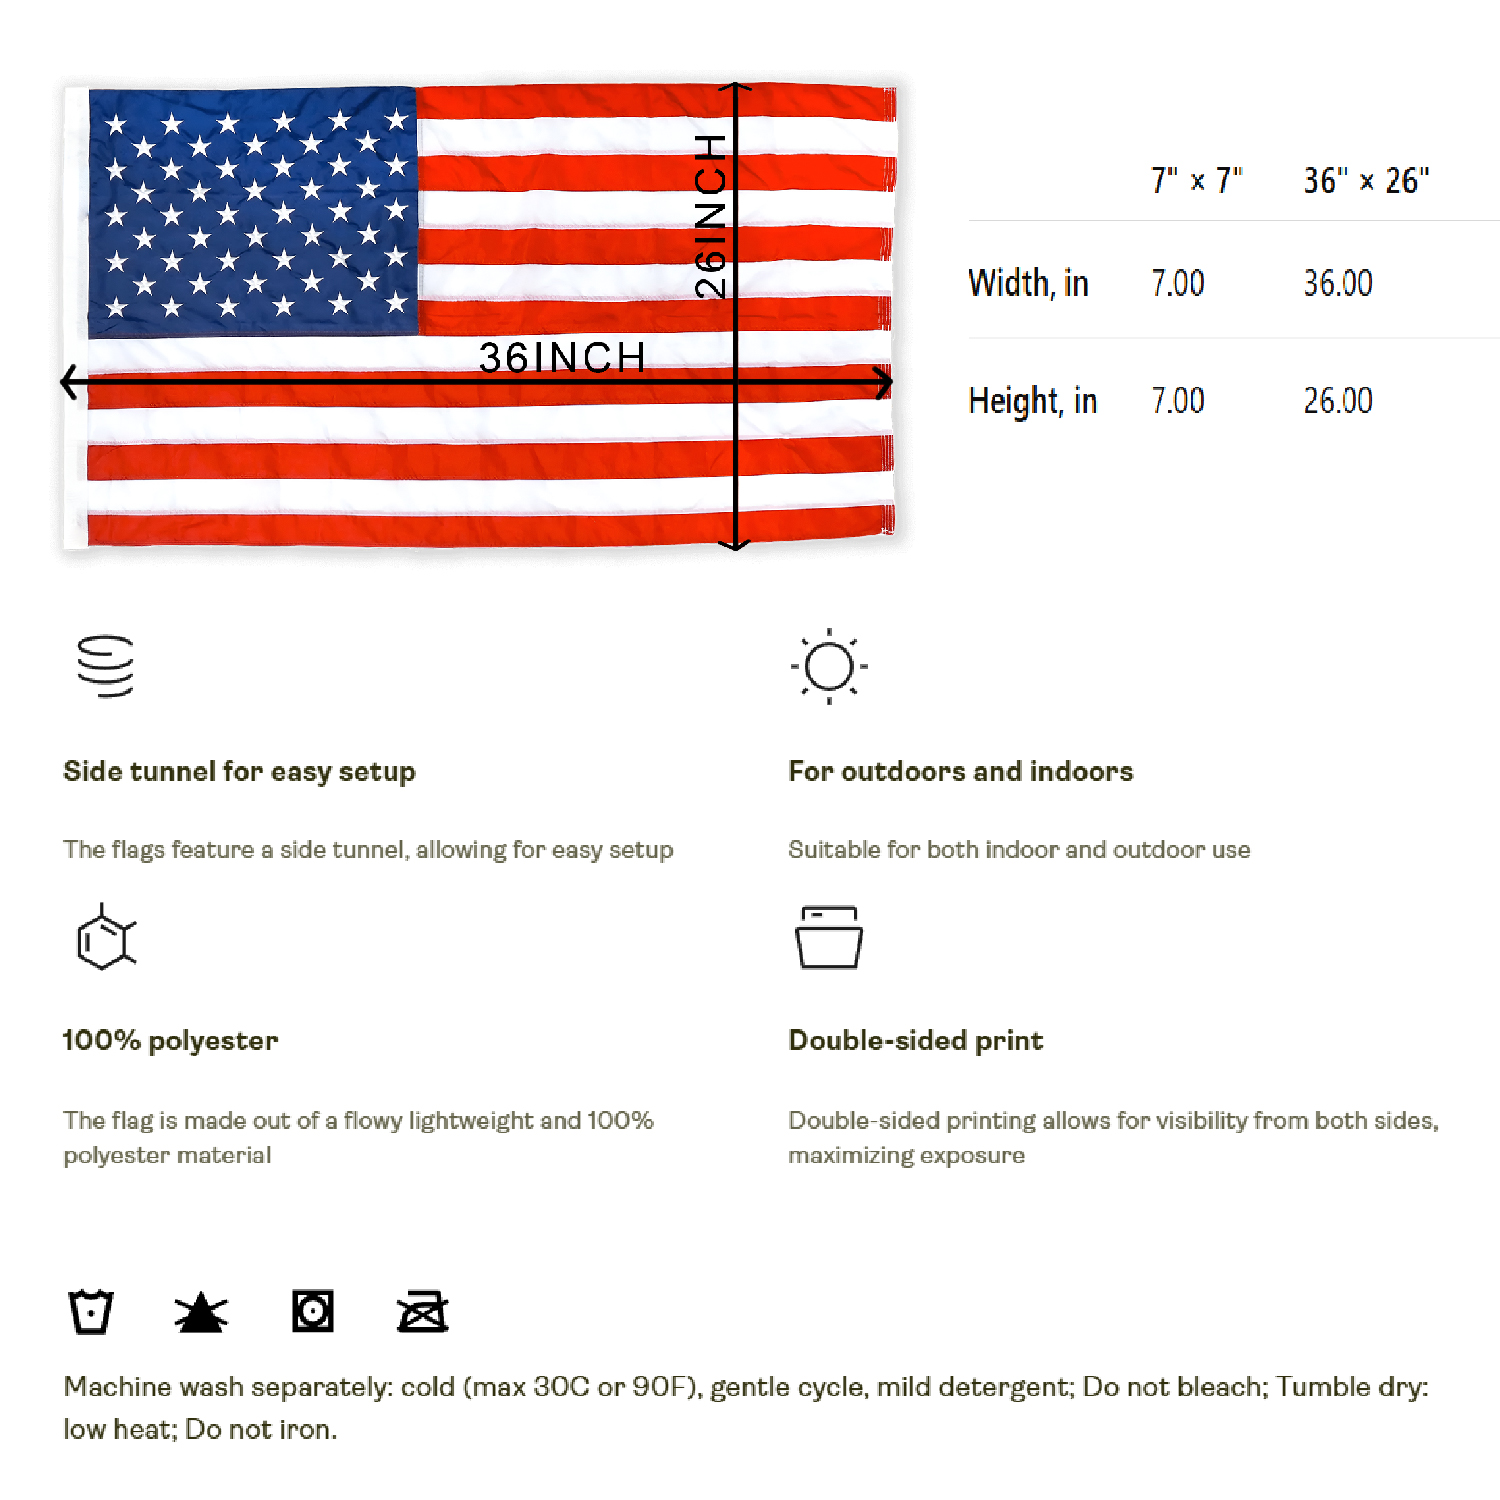 26INCH
36INCH
7" × 7" 36" × 26"
Width, in 7.00 36.00
Height, in 7.00 26.00
Side tunnel for easy setup
The flags feature a side tunnel, allowing for easy setup
For outdoors and indoors
Suitable for both indoor and outdoor use
100% polyester
The flag is made out of a flowy lightweight and 100%
polyester material
Double-sided print
Double-sided printing allows for visibility from both sides,
maximizing exposure
Machine wash separately: cold (max 30C or 90F), gentle cycle, mild detergent; Do not bleach; Tumble dry:
low heat; Do not iron.